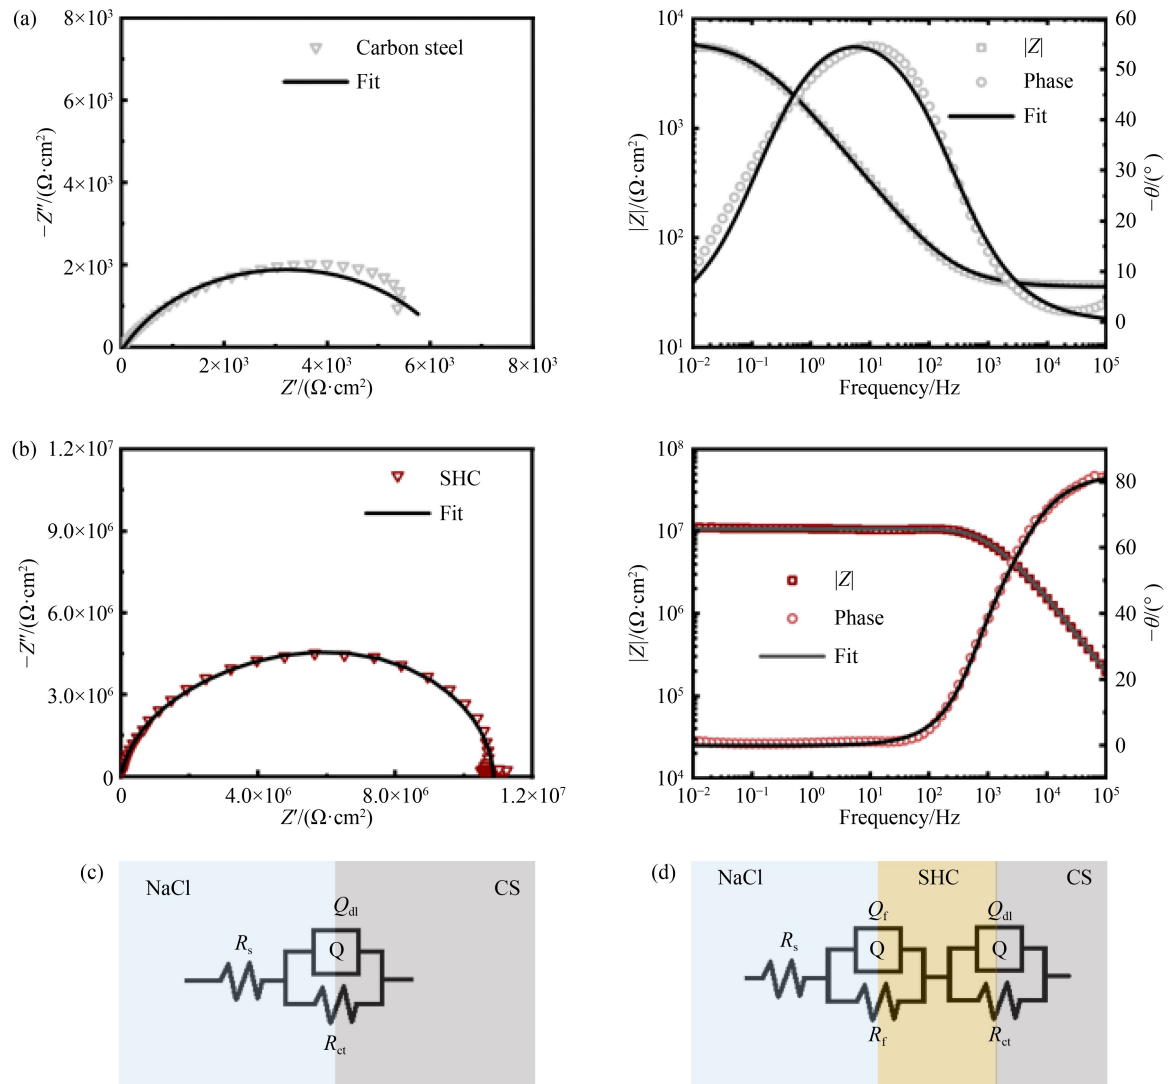 (a)
8×10³
6×10³
4×10³
2×10³
0
−Z″/(Ω·cm²)
Carbon steel
Fit
0
2×10³
4×10³
6×10³
8×10³
Z′/(Ω·cm²)
10⁴
10³
10²
10¹
|Z|/(Ω·cm²)
|Z|
Phase
Fit
60
50
40
30
20
10
0
−θ/(°)
10⁻²
10⁻¹
10⁰
10¹
10²
10³
10⁴
10⁵
Frequency/Hz
(b)
1.2×10⁷
9.0×10⁶
6.0×10⁶
3.0×10⁶
0
−Z″/(Ω·cm²)
SHC
Fit
0
4.0×10⁶
8.0×10⁶
1.2×10⁷
Z′/(Ω·cm²)
10⁸
10⁷
10⁶
10⁵
10⁴
|Z|/(Ω·cm²)
|Z|
Phase
Fit
80
60
40
20
0
−θ/(°)
10⁻²
10⁻¹
10⁰
10¹
10²
10³
10⁴
10⁵
Frequency/Hz
(c)
NaCl
CS
Q_dl
R_s
Q
R_ct
(d)
NaCl
SHC
CS
Q_f
Q_dl
R_s
Q
Q
R_f
R_ct